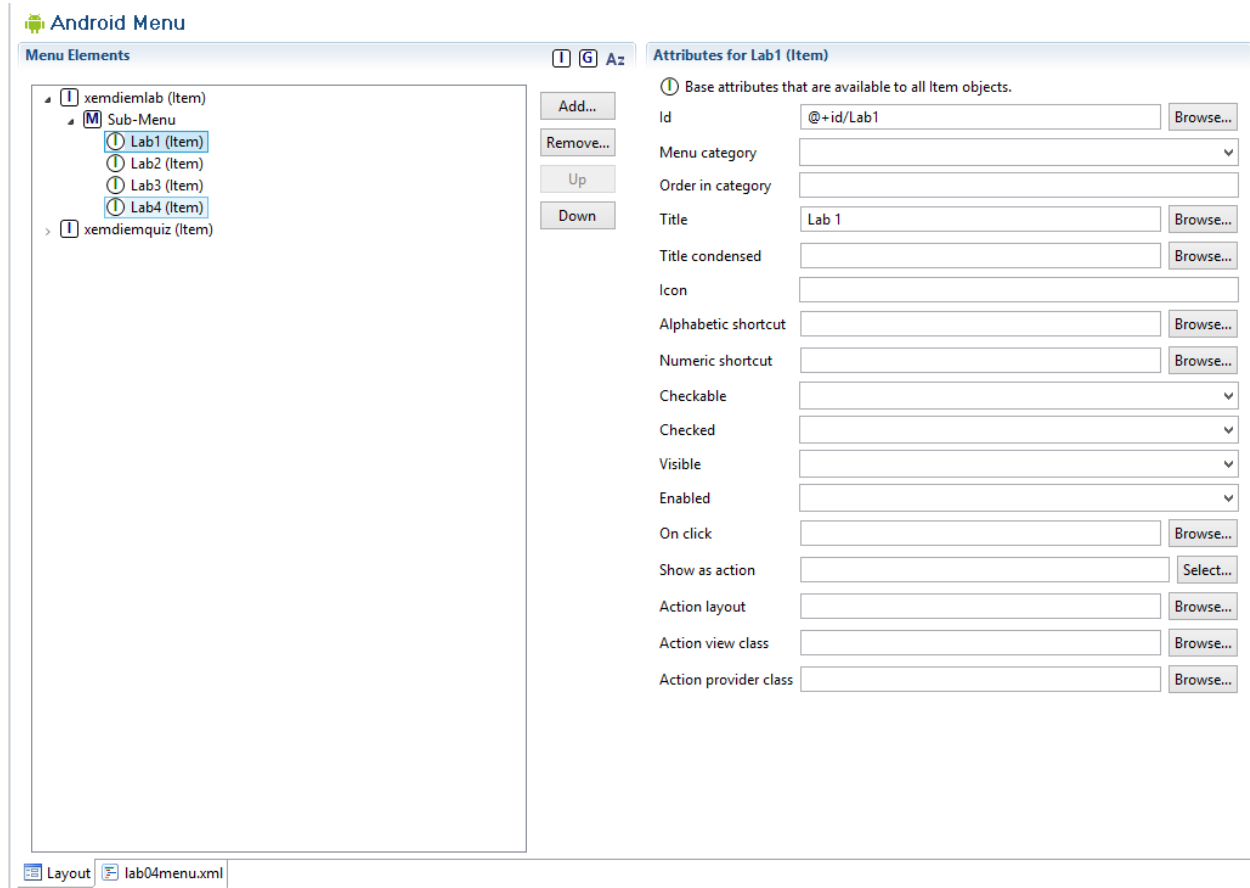 Android Menu
Menu Elements
I G Az
I xemdiemlab (Item)
M Sub-Menu
I Lab1 (Item)
I Lab2 (Item)
I Lab3 (Item)
I Lab4 (Item)
I xemdiemquiz (Item)
Add...
Remove...
Up
Down
Attributes for Lab1 (Item)
I Base attributes that are available to all Item objects.
Id @+id/Lab1 Browse...
Menu category
Order in category
Title Lab 1 Browse...
Title condensed Browse...
Icon
Alphabetic shortcut Browse...
Numeric shortcut Browse...
Checkable
Checked
Visible
Enabled
On click Browse...
Show as action Select...
Action layout Browse...
Action view class Browse...
Action provider class Browse...
Layout lab04menu.xml